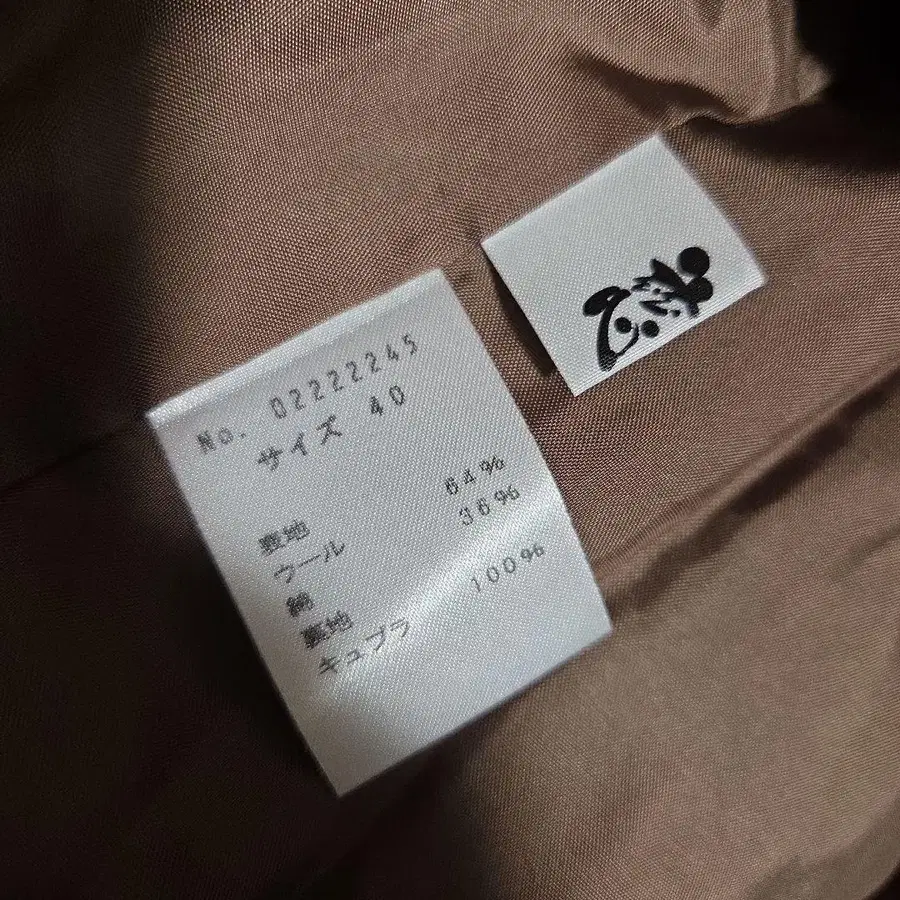 No. 02222245
サイズ 40
表地
ウール 64%
絹 36%
裏地
キュプラ 100%